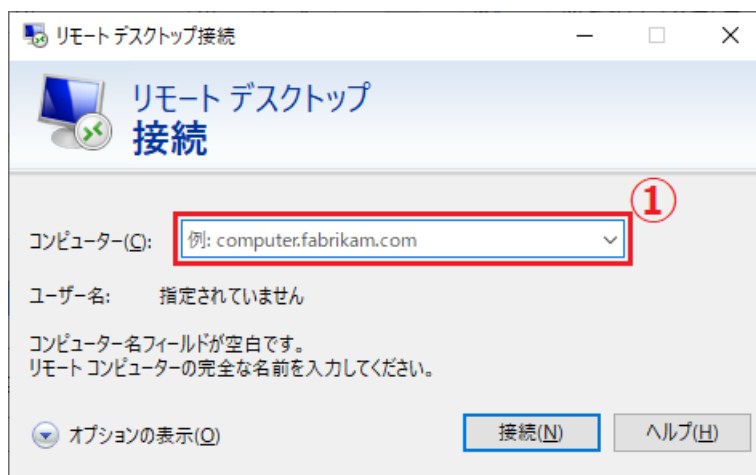 リモート デスクトップ接続
リモート デスクトップ
接続
①
コンピューター(C):
例: computer.fabrikam.com
ユーザー名: 指定されていません
コンピューター名フィールドが空白です。
リモート コンピューターの完全な名前を入力してください。
オプションの表示(O)
接続(N)
ヘルプ(H)